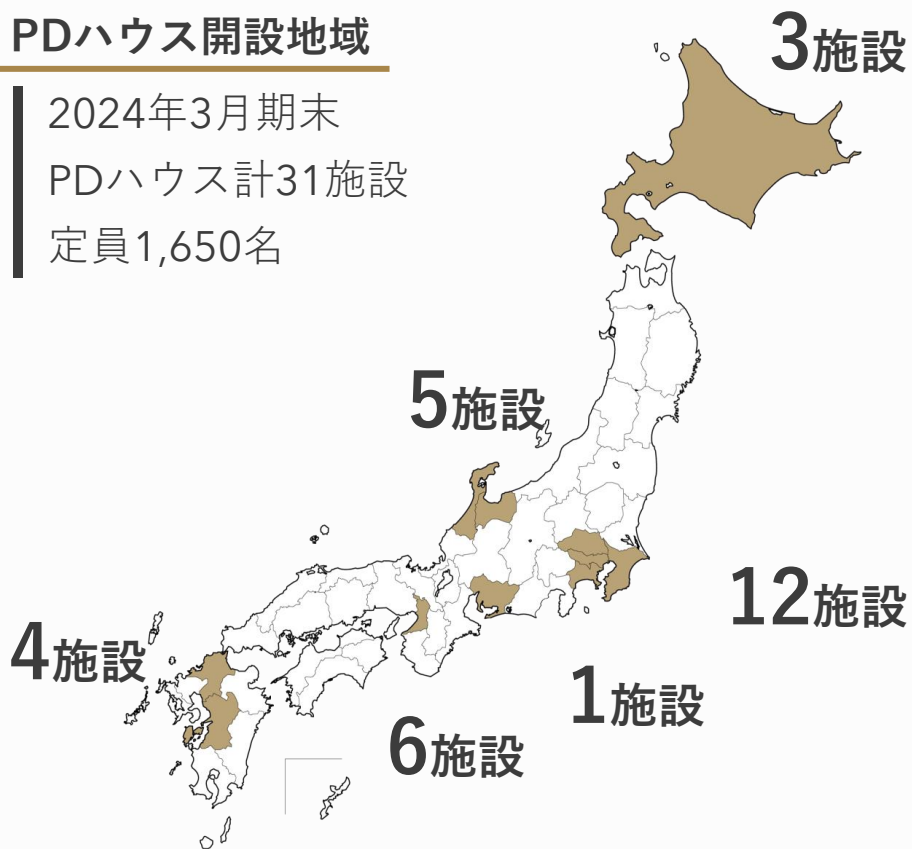 PDハウス開設地域
2024年3月期末
PDハウス計31施設
定員1,650名
3施設
5施設
12施設
4施設
1施設
6施設